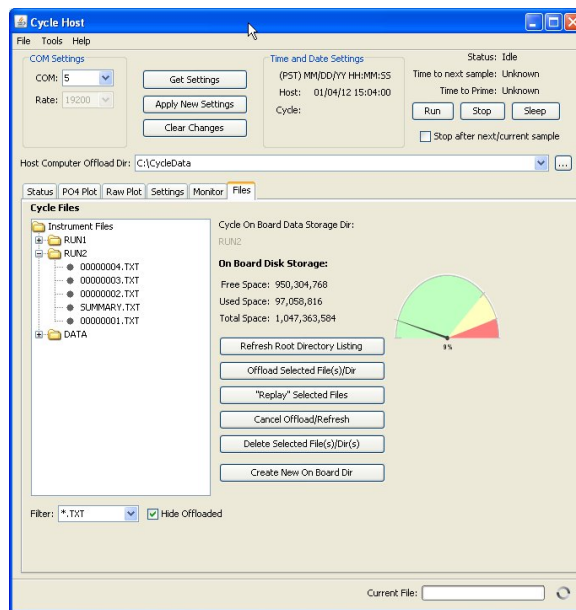 Cycle Host
File Tools Help
COM Settings
COM: 5
Rate: 19200
Get Settings
Apply New Settings
Clear Changes
Time and Date Settings
(PST) MM/DD/YY HH:MM:SS
Host: 01/04/12 15:04:00
Cycle:
Status: Idle
Time to next sample: Unknown
Time to Prime: Unknown
Run Stop Sleep
Stop after next/current sample
Host Computer Offload Dir: C:\CycleData
...
Status PO4 Plot Raw Plot Settings Monitor Files
Cycle Files
Instrument Files
RUN1
RUN2
00000004.TXT
00000003.TXT
00000002.TXT
SUMMARY.TXT
00000001.TXT
DATA
Cycle On Board Data Storage Dir:
RUN2
On Board Disk Storage:
Free Space: 950,304,768
Used Space: 97,058,816
Total Space: 1,047,363,584
9%
Refresh Root Directory Listing
Offload Selected File(s)/Dir
"Replay" Selected Files
Cancel Offload/Refresh
Delete Selected File(s)/Dir(s)
Create New On Board Dir
Filter: *.TXT
Hide Offloaded
Current File: